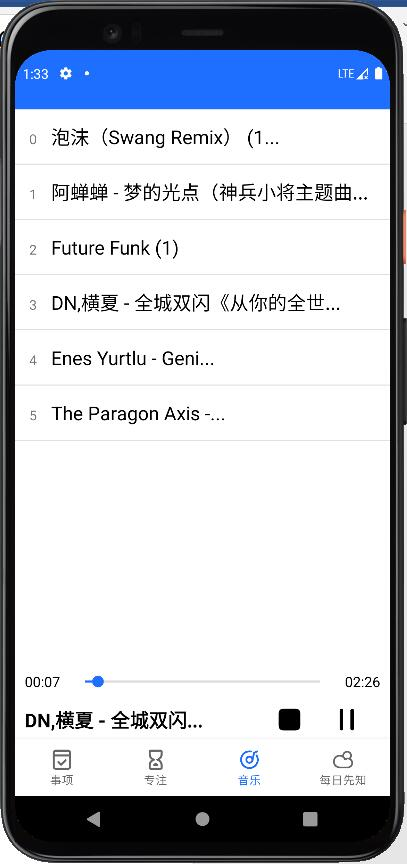 1:33 LTE
0 泡沫（Swang Remix） (1...
1 阿蝉蝉 - 梦的光点（神兵小将主题曲...
2 Future Funk (1)
3 DN,横夏 - 全城双闪《从你的全世...
4 Enes Yurtlu - Geni...
5 The Paragon Axis -...
00:07 02:26
DN,横夏 - 全城双闪...
事项 专注 音乐 每日先知